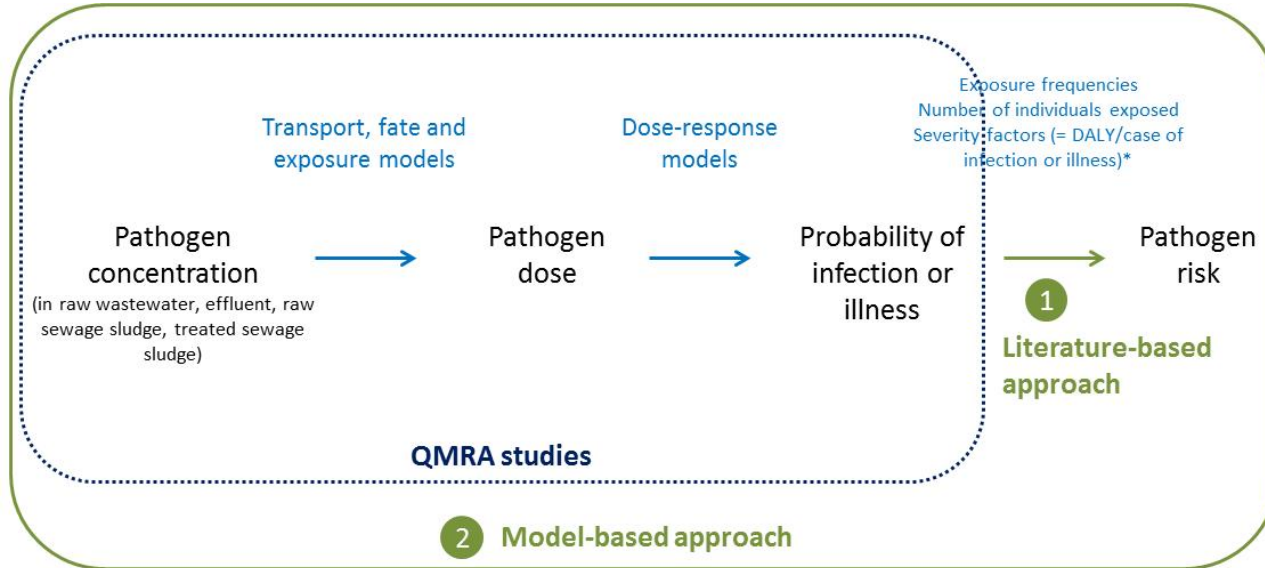 Exposure frequencies
Number of individuals exposed
Severity factors (= DALY/case of
infection or illness)*
Transport, fate and
exposure models
Dose-response
models
Pathogen
concentration
(in raw wastewater, effluent, raw
sewage sludge, treated sewage
sludge)
Pathogen
dose
Probability of
infection or
illness
Pathogen
risk
1
Literature-based
approach
QMRA studies
2 Model-based approach